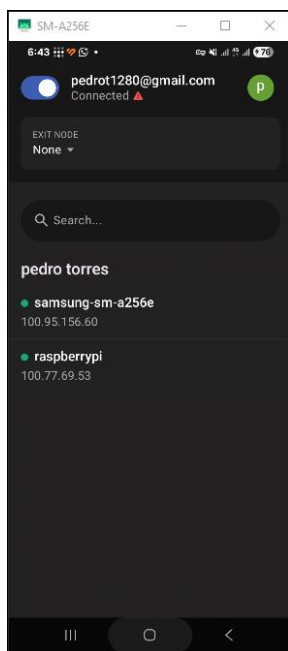 SM-A256E
6:43
76
pedrot1280@gmail.com
Connected
p
EXIT NODE
None
Search...
pedro torres
samsung-sm-a256e
100.95.156.60
raspberrypi
100.77.69.53